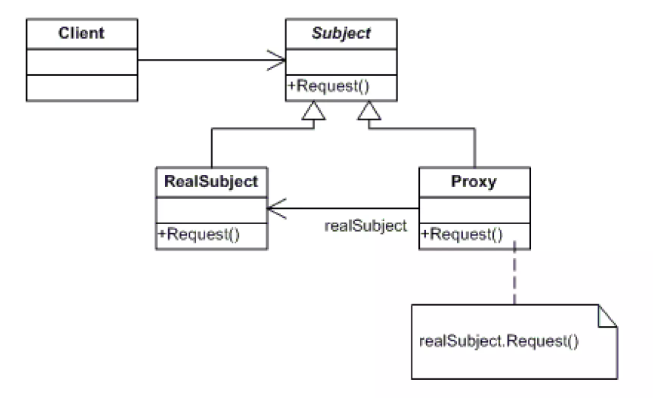 Client
Subject
+Request()
RealSubject
+Request()
realSubject
Proxy
+Request()
realSubject.Request()